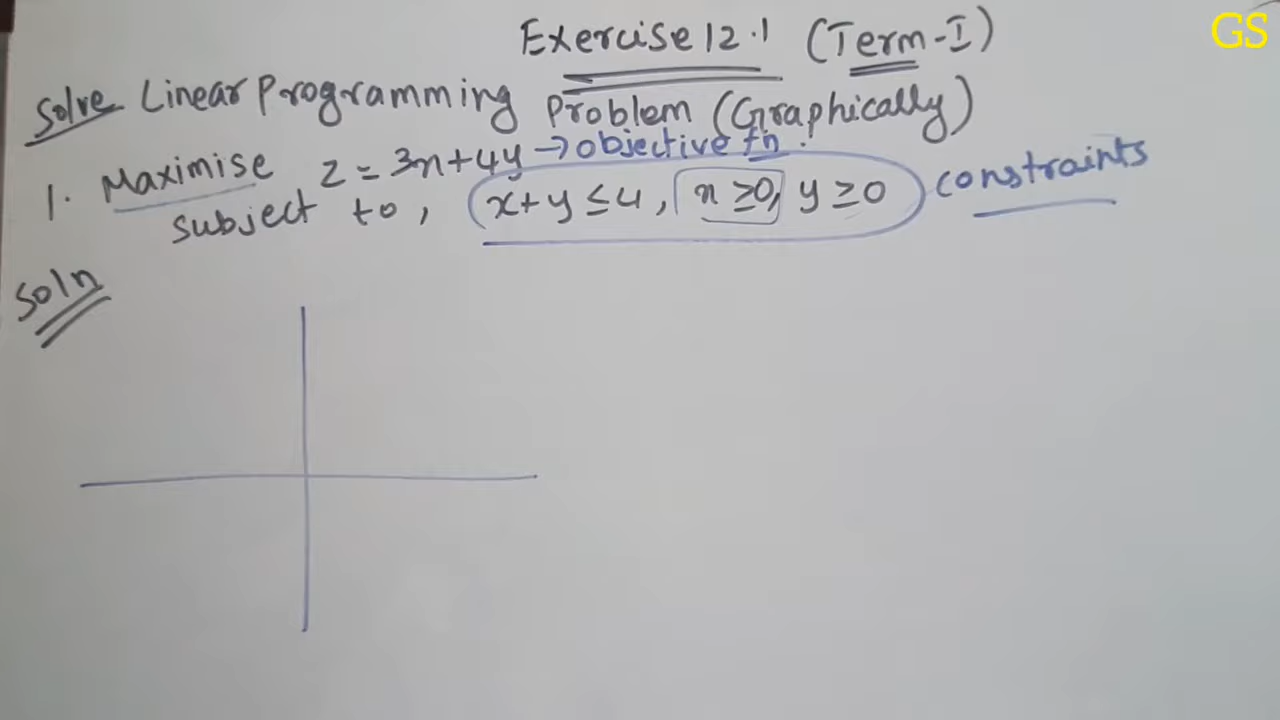 GS
Exercise 12.1 (Term-I)
Solve Linear Programming Problem (Graphically)
1. Maximise z = 3x+4y → objective fn.
subject to, x+y ≤ 4, x ≥ 0, y ≥ 0 constraints
Soln